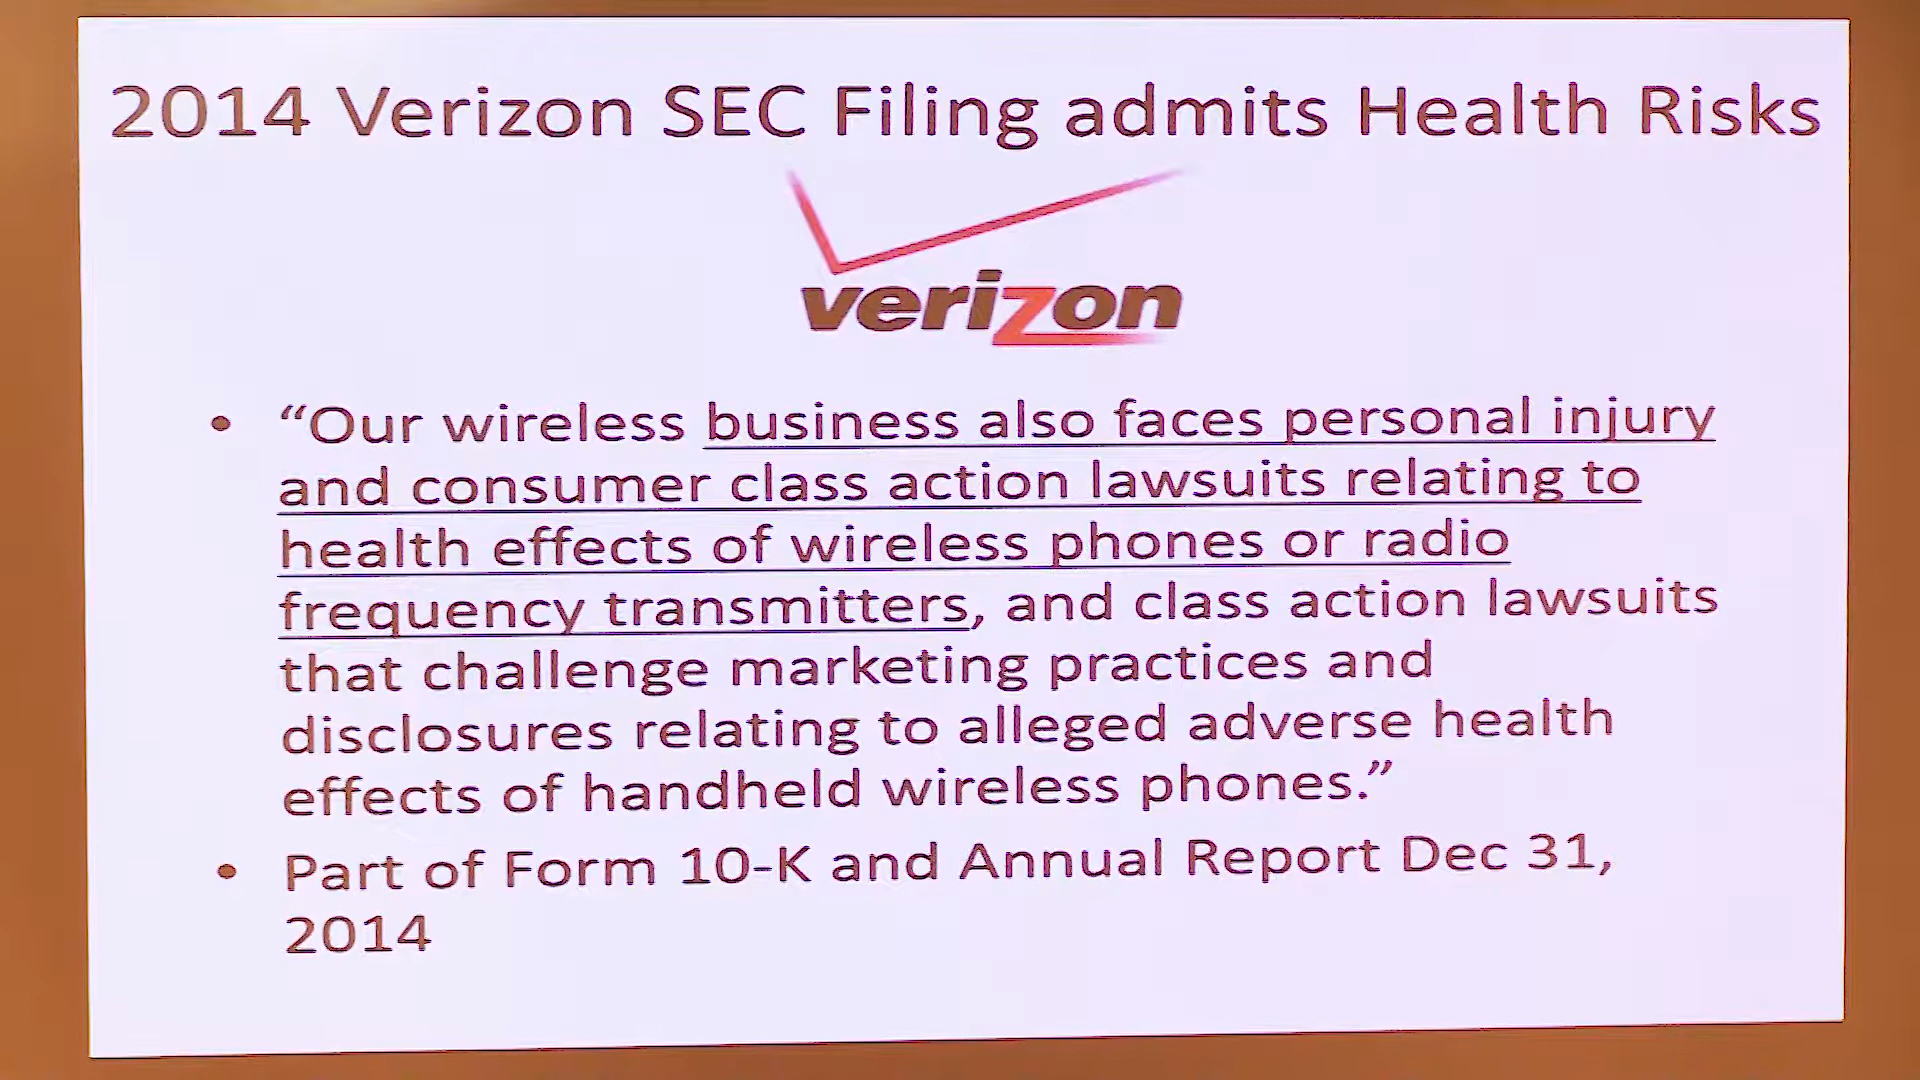 2014 Verizon SEC Filing admits Health Risks
verizon
• “Our wireless business also faces personal injury
and consumer class action lawsuits relating to
health effects of wireless phones or radio
frequency transmitters, and class action lawsuits
that challenge marketing practices and
disclosures relating to alleged adverse health
effects of handheld wireless phones.”
• Part of Form 10-K and Annual Report Dec 31,
2014